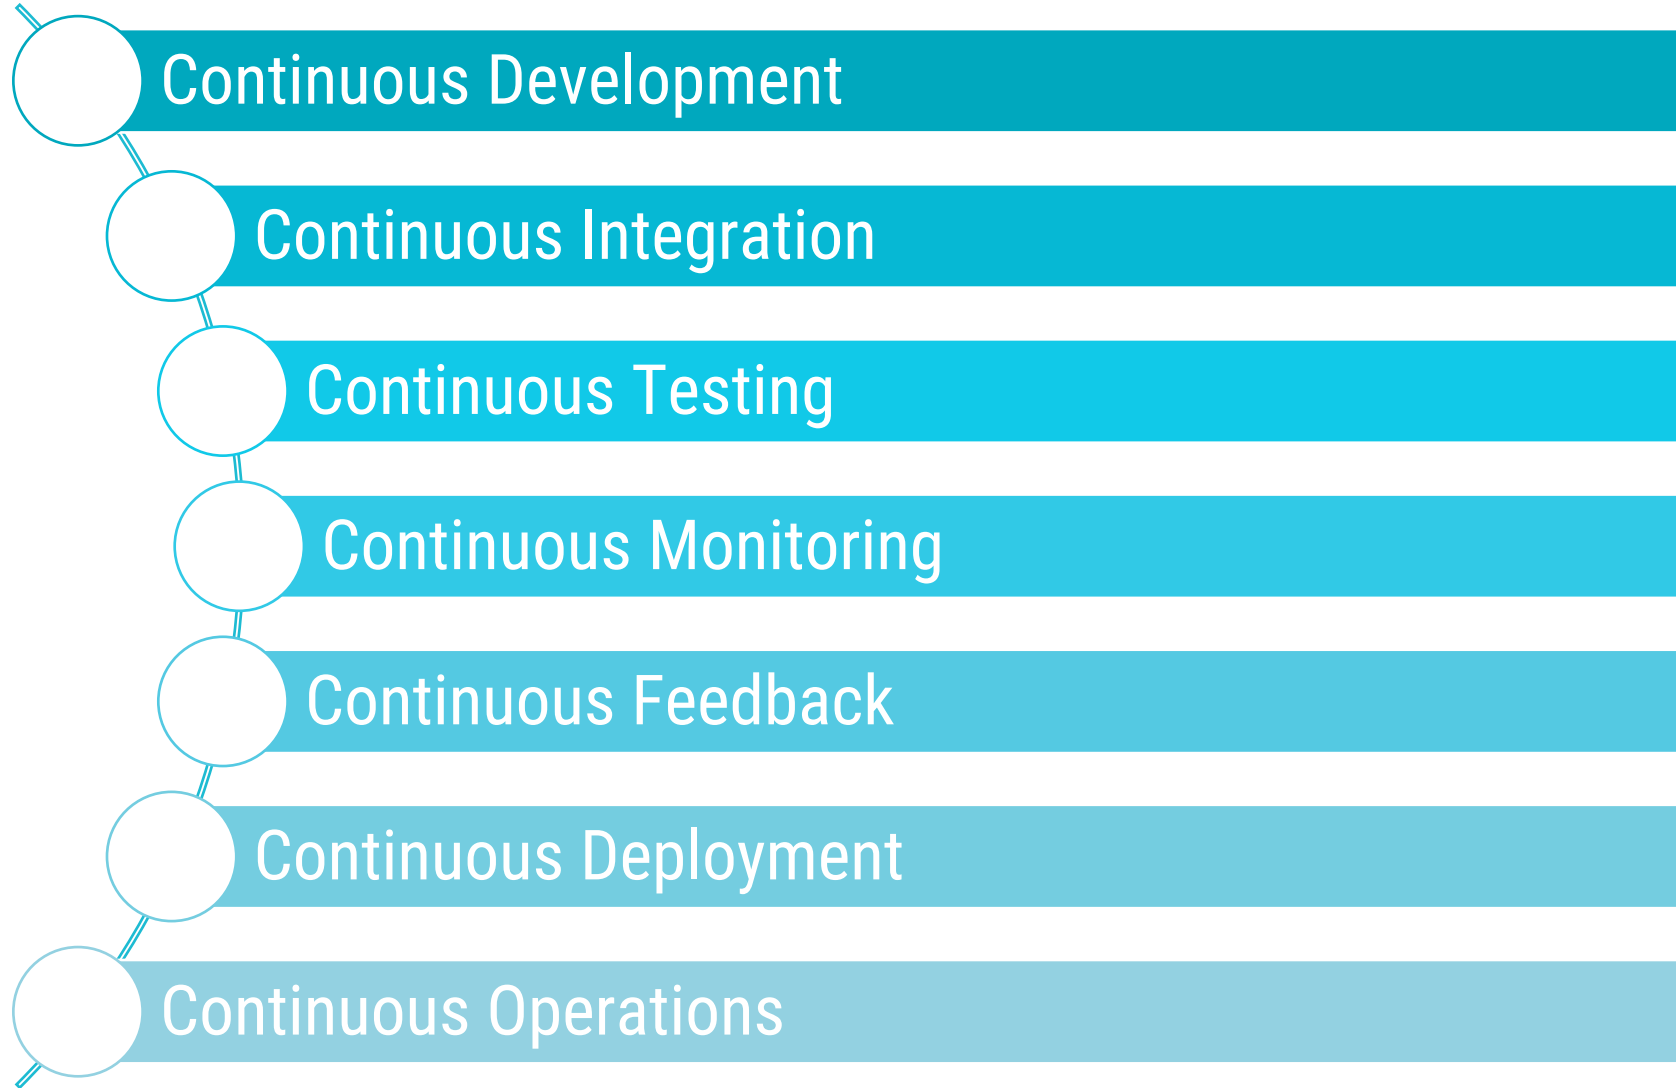 Continuous Development
Continuous Integration
Continuous Testing
Continuous Monitoring
Continuous Feedback
Continuous Deployment
Continuous Operations